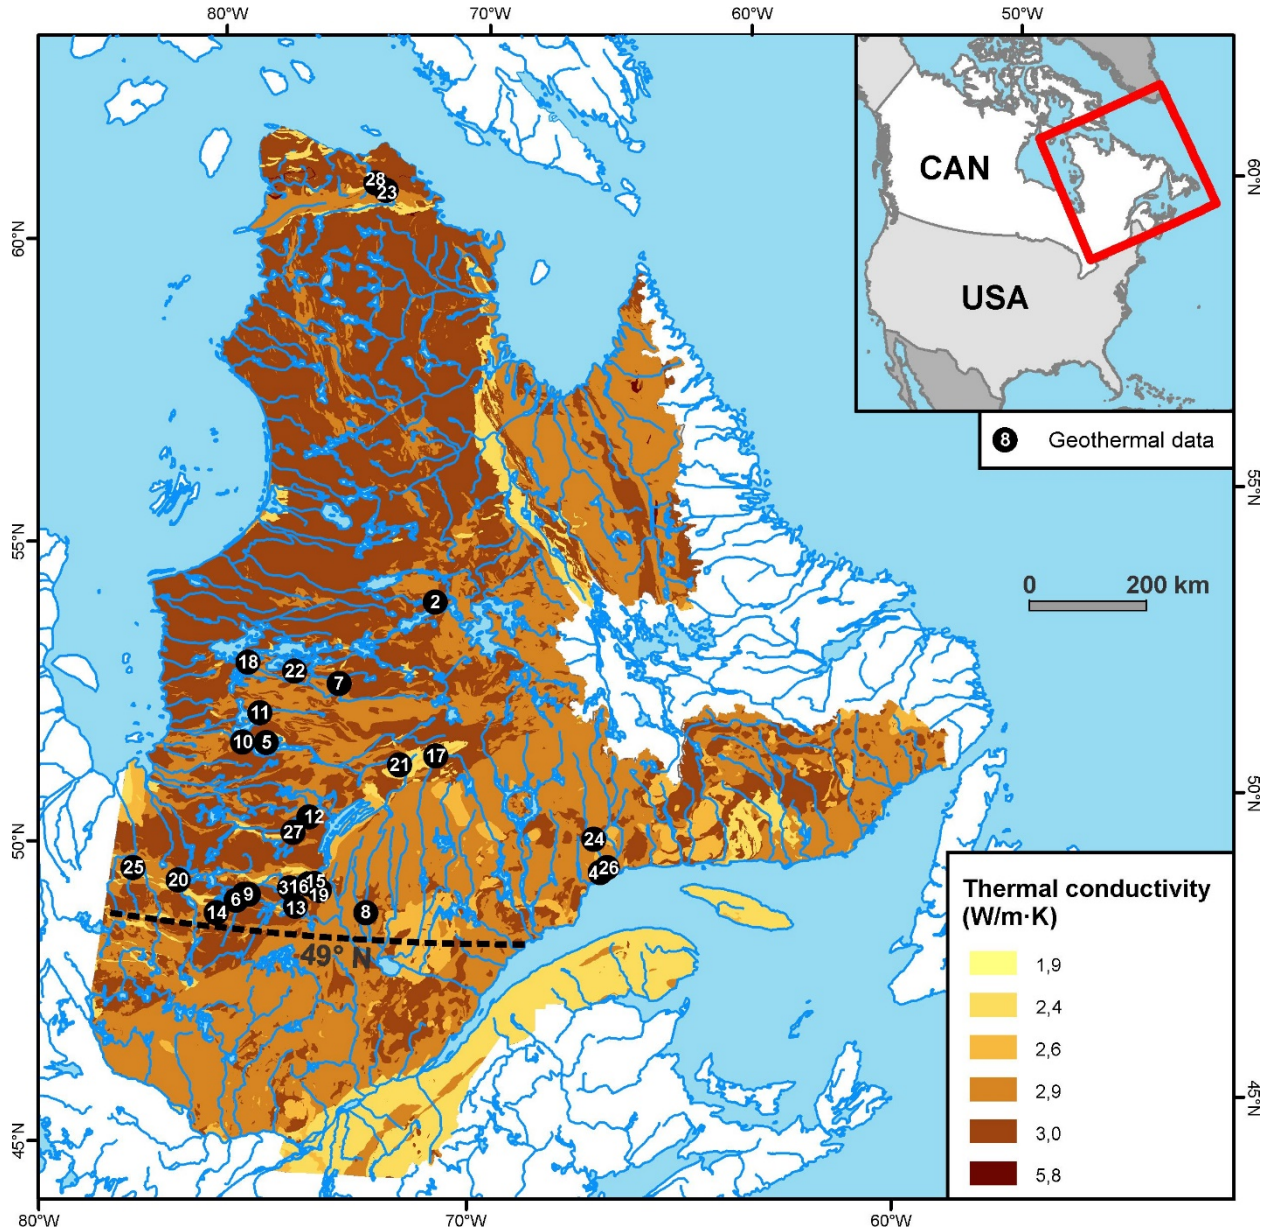 80°W 70°W 60°W 50°W
CAN
USA
60°N
8 Geothermal data
28
23
60°N
55°N
55°N
0 200 km
2
18
22
7
11
10
5
21
17
50°N
12
27
24
50°N
25
20
4
26
3
16
15
19
6
9
13
14
8
49° N
Thermal conductivity
(W/m·K)
1,9
2,4
2,6
2,9
3,0
5,8
45°N
45°N
80°W 70°W 60°W